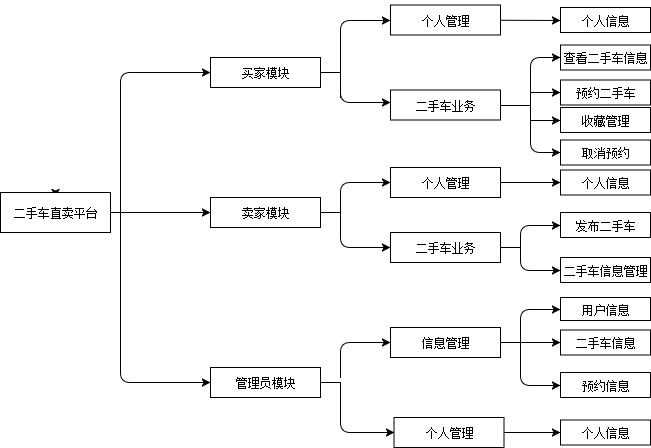 个人管理
个人信息
查看二手车信息
买家模块
预约二手车
二手车业务
收藏管理
取消预约
个人管理
个人信息
二手车直卖平台
卖家模块
发布二手车
二手车业务
二手车信息管理
用户信息
信息管理
二手车信息
管理员模块
预约信息
个人管理
个人信息